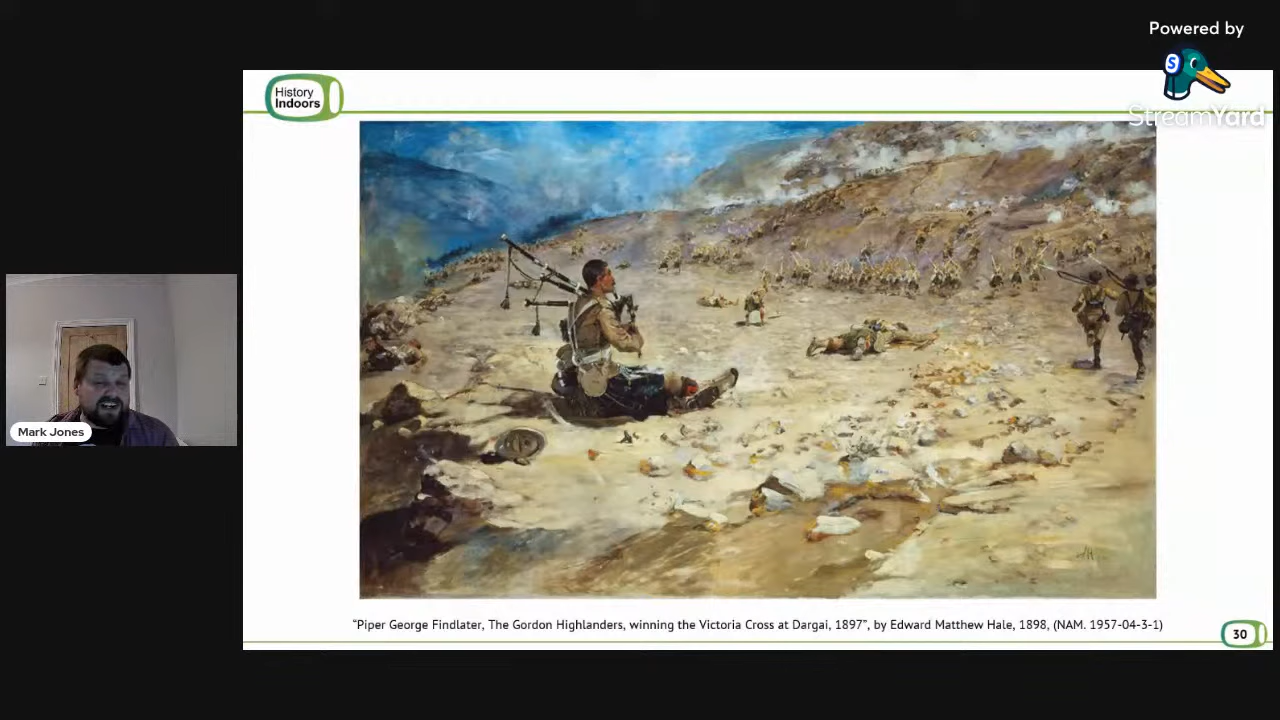 Powered by
StreamYard
History
Indoors
Mark Jones
"Piper George Findlater, The Gordon Highlanders, winning the Victoria Cross at Dargai, 1897", by Edward Matthew Hale, 1898, (NAM. 1957-04-3-1)
30